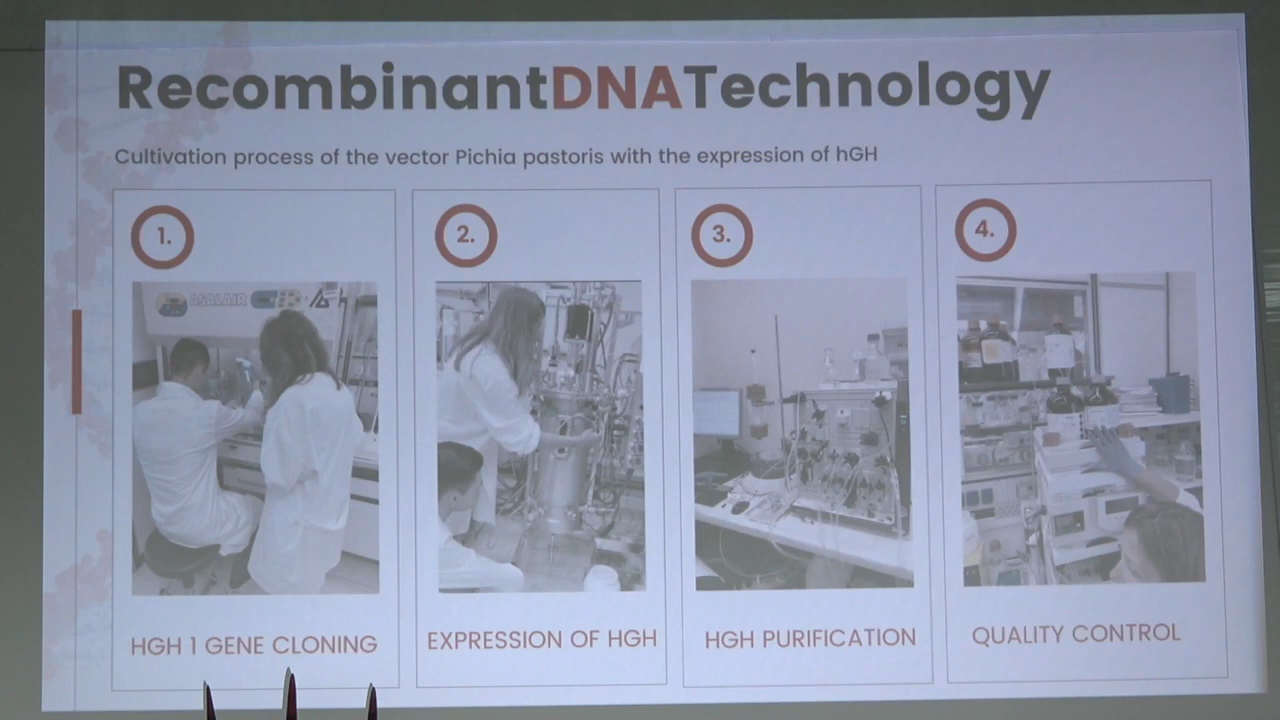 RecombinantDNATechnology
Cultivation process of the vector Pichia pastoris with the expression of hGH
1.
2.
3.
4.
ASALAIR
HGH 1 GENE CLONING
EXPRESSION OF HGH
HGH PURIFICATION
QUALITY CONTROL